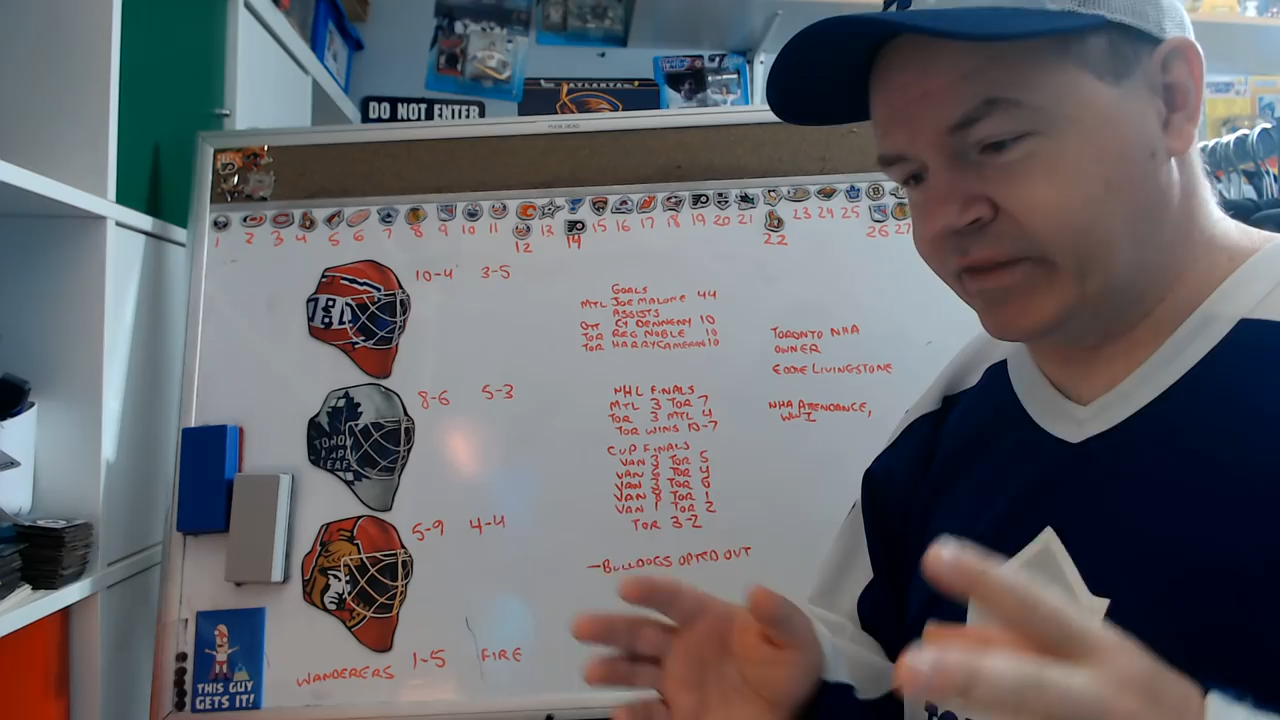 ATLANTA
DO NOT ENTER
1 2 3 4 5 6 7 8 9 10 11 12 13 14 15 16 17 18 19 20 21 22 23 24 25 26 27
10-4 3-5
GOALS
MTL JOE MALONE 44
ASSISTS
OTT CY DENNENY 10
TOR REG NOBLE 10
TOR HARRY CAMERON 10
TORONTO NHA
OWNER
EDDIE LIVINGSTONE
8-6 5-3
NHL FINALS
MTL 3 TOR 7
TOR 3 MTL 4
TOR WINS 10-7
NHA ATTENDANCE,
WWI
CUP FINALS
VAN 3 TOR 5
VAN 6 TOR 4
VAN 3 TOR 6
VAN 8 TOR 1
VAN 1 TOR 2
TOR 3-2
TORONTO
MAPLE
LEAFS
5-9 4-4
-BULLDOGS OPTED OUT
WANDERERS 1-5 FIRE
THIS GUY
GETS IT!